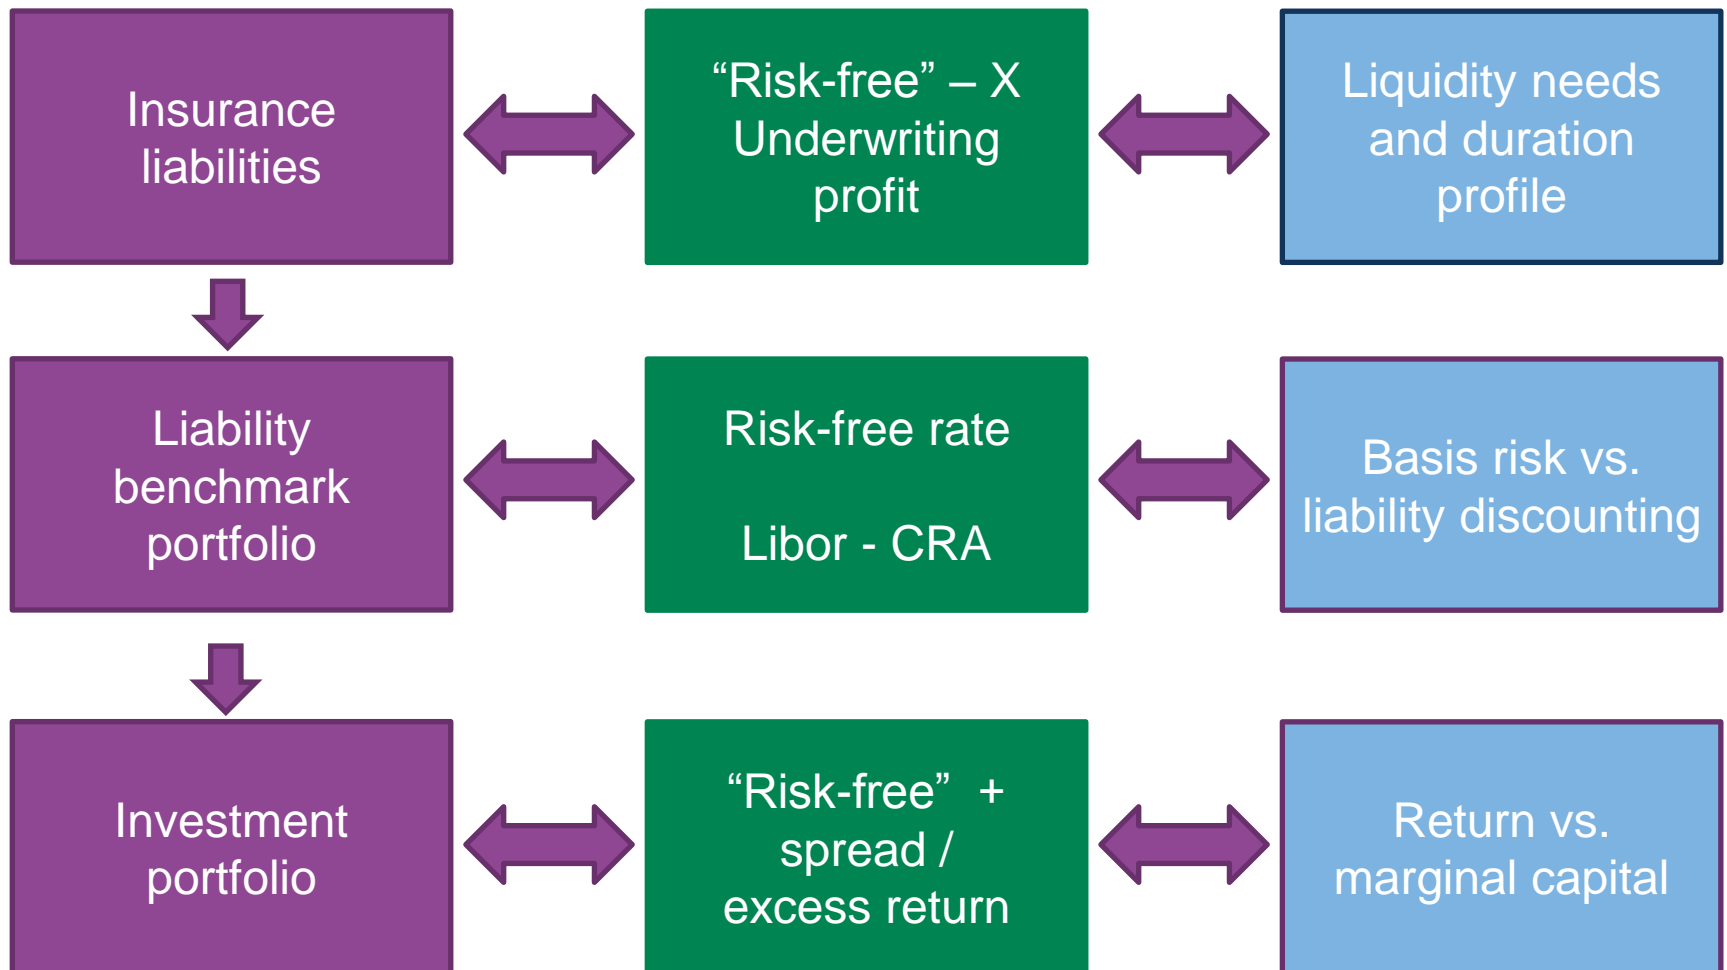 Insurance
liabilities
“Risk-free” – X
Underwriting
profit
Liquidity needs
and duration
profile
Liability
benchmark
portfolio
Risk-free rate
Libor - CRA
Basis risk vs.
liability discounting
Investment
portfolio
“Risk-free” +
spread /
excess return
Return vs.
marginal capital